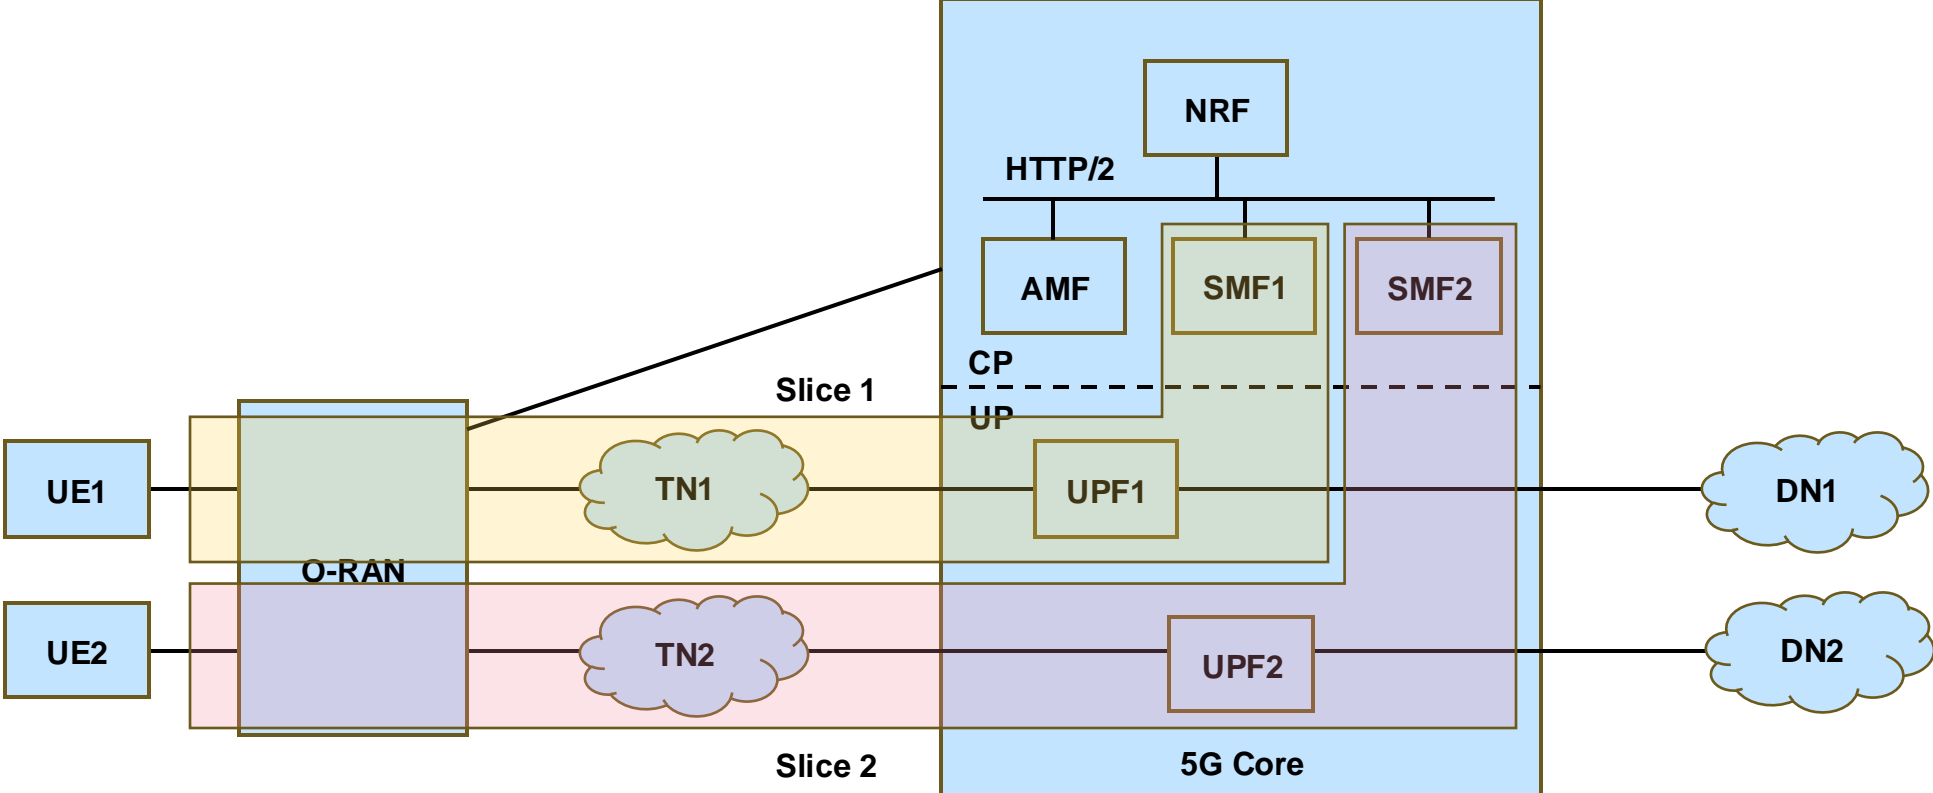 NRF
HTTP/2
AMF
SMF1
SMF2
CP
Slice 1
UP
UE1
TN1
UPF1
DN1
O-RAN
UE2
TN2
UPF2
DN2
Slice 2
5G Core